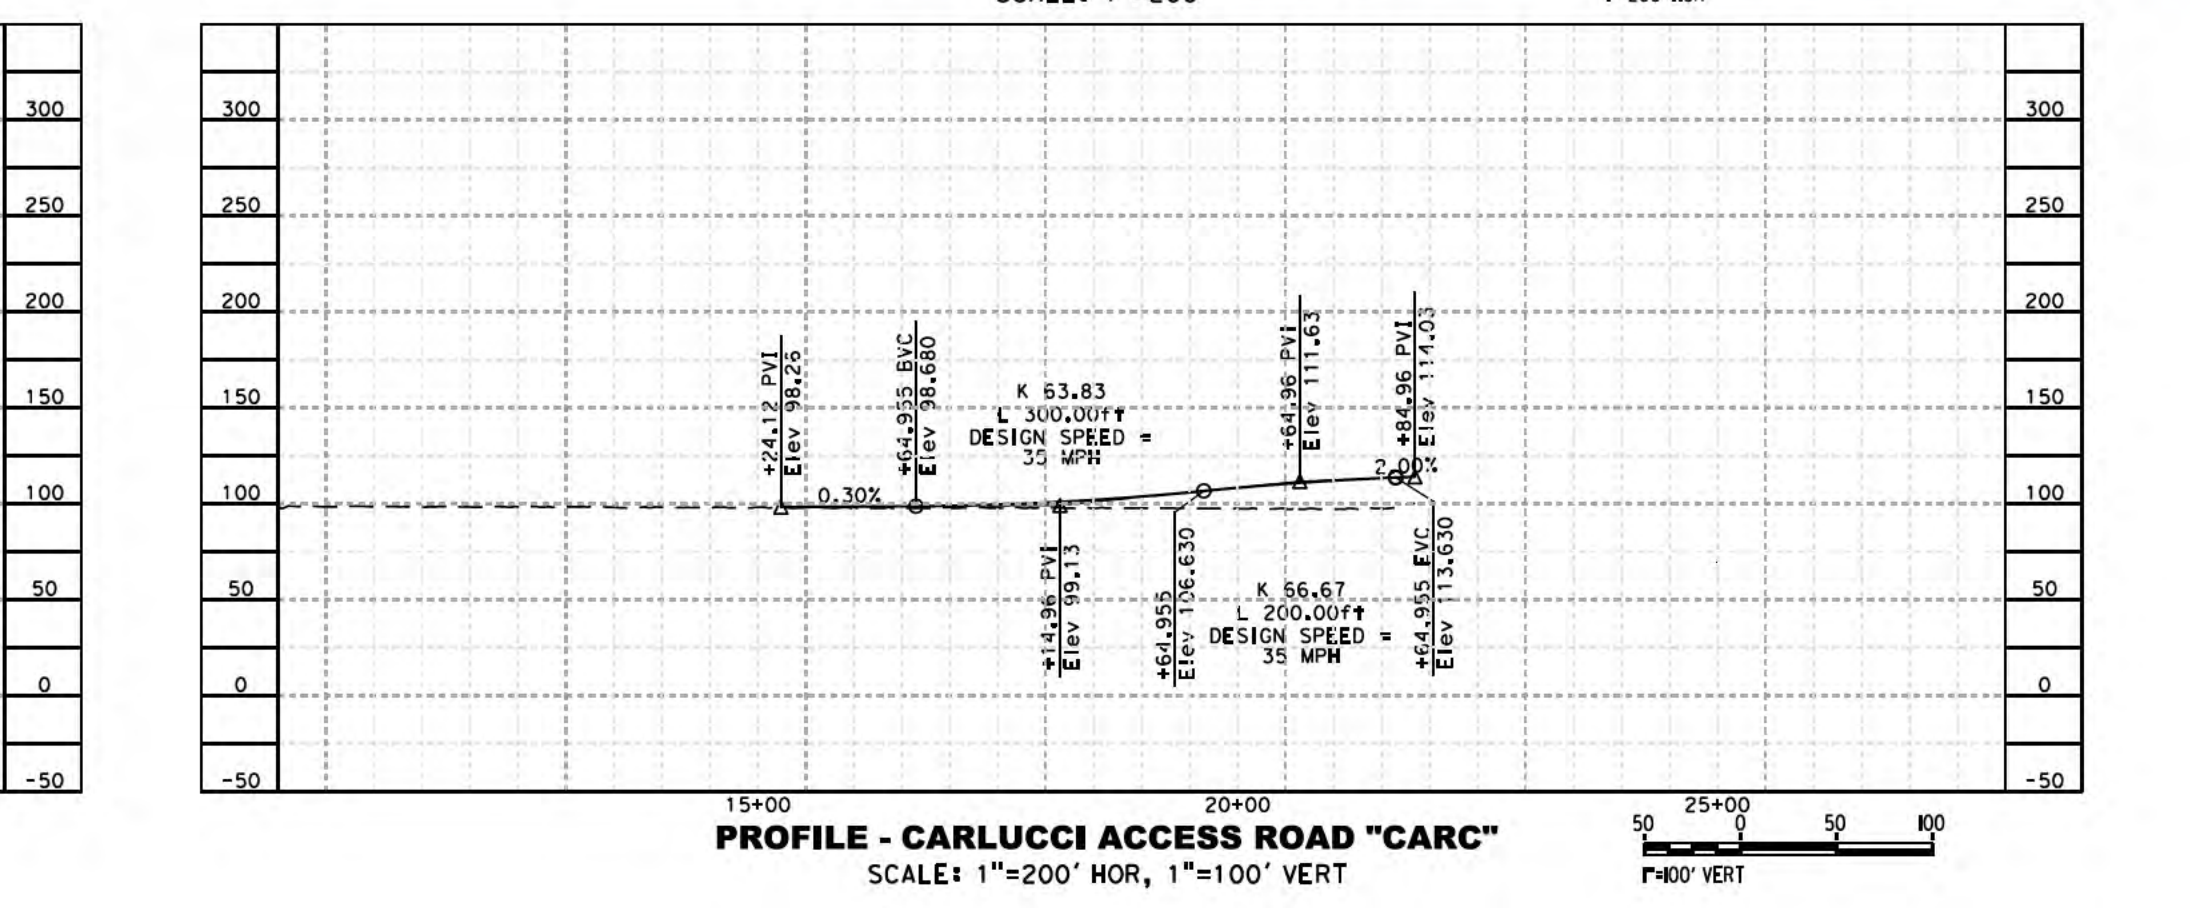 300
250
200
150
100
50
0
-50
300
250
200
150
100
50
0
-50
+24.12 PVI
Elev 98.26
0.30%
+64.955 BVC
Elev 98.680
K 63.83
L 300.00ft
DESIGN SPEED =
35 MPH
+14.96 PVI
Elev 99.13
+64.955
Elev 106.630
+64.96 PVI
Elev 111.63
K 66.67
L 200.00ft
DESIGN SPEED =
35 MPH
+84.96 PVI
Elev 114.03
2.00%
+64.955 EVC
Elev 113.630
300
250
200
150
100
50
0
-50
15+00
20+00
25+00
PROFILE - CARLUCCI ACCESS ROAD "CARC"
SCALE: 1"=200' HOR, 1"=100' VERT
50 0 50 100
1"=100' VERT